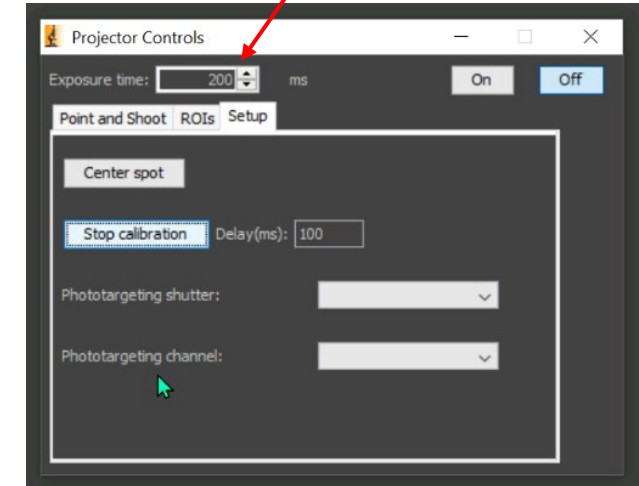 Projector Controls
Exposure time: 200 ms On Off
Point and Shoot ROIs Setup
Center spot
Stop calibration Delay(ms): 100
Phototargeting shutter:
Phototargeting channel: